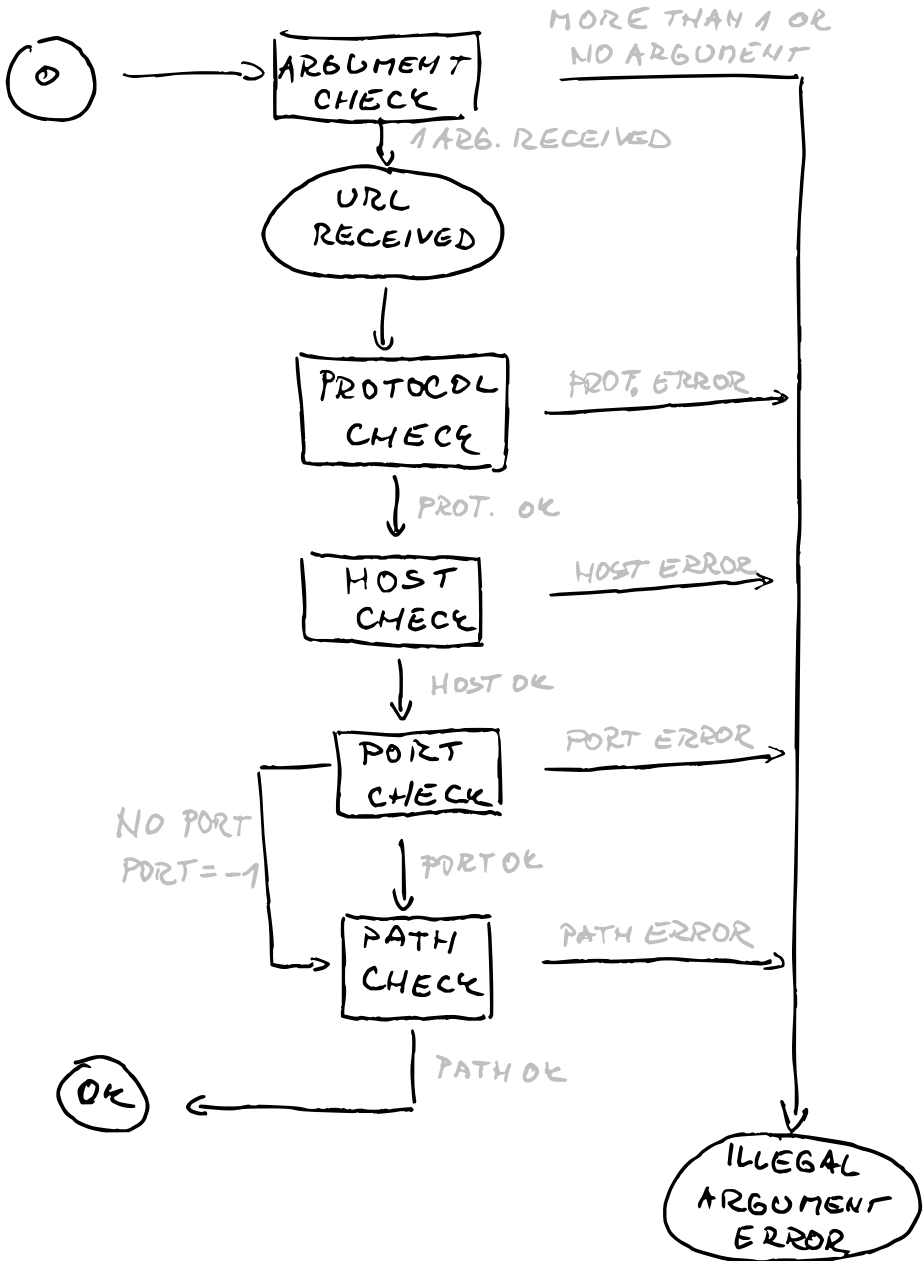 MORE THAN 1 OR
NO ARGUMENT
0
ARGUMENT
CHECK
1 ARG. RECEIVED
URL
RECEIVED
PROTOCOL
CHECK
PROT. ERROR
PROT. OK
HOST
CHECK
HOST ERROR
HOST OK
PORT
CHECK
PORT ERROR
NO PORT
PORT = -1
PORT OK
PATH
CHECK
PATH ERROR
PATH OK
OK
ILLEGAL
ARGUMENT
ERROR